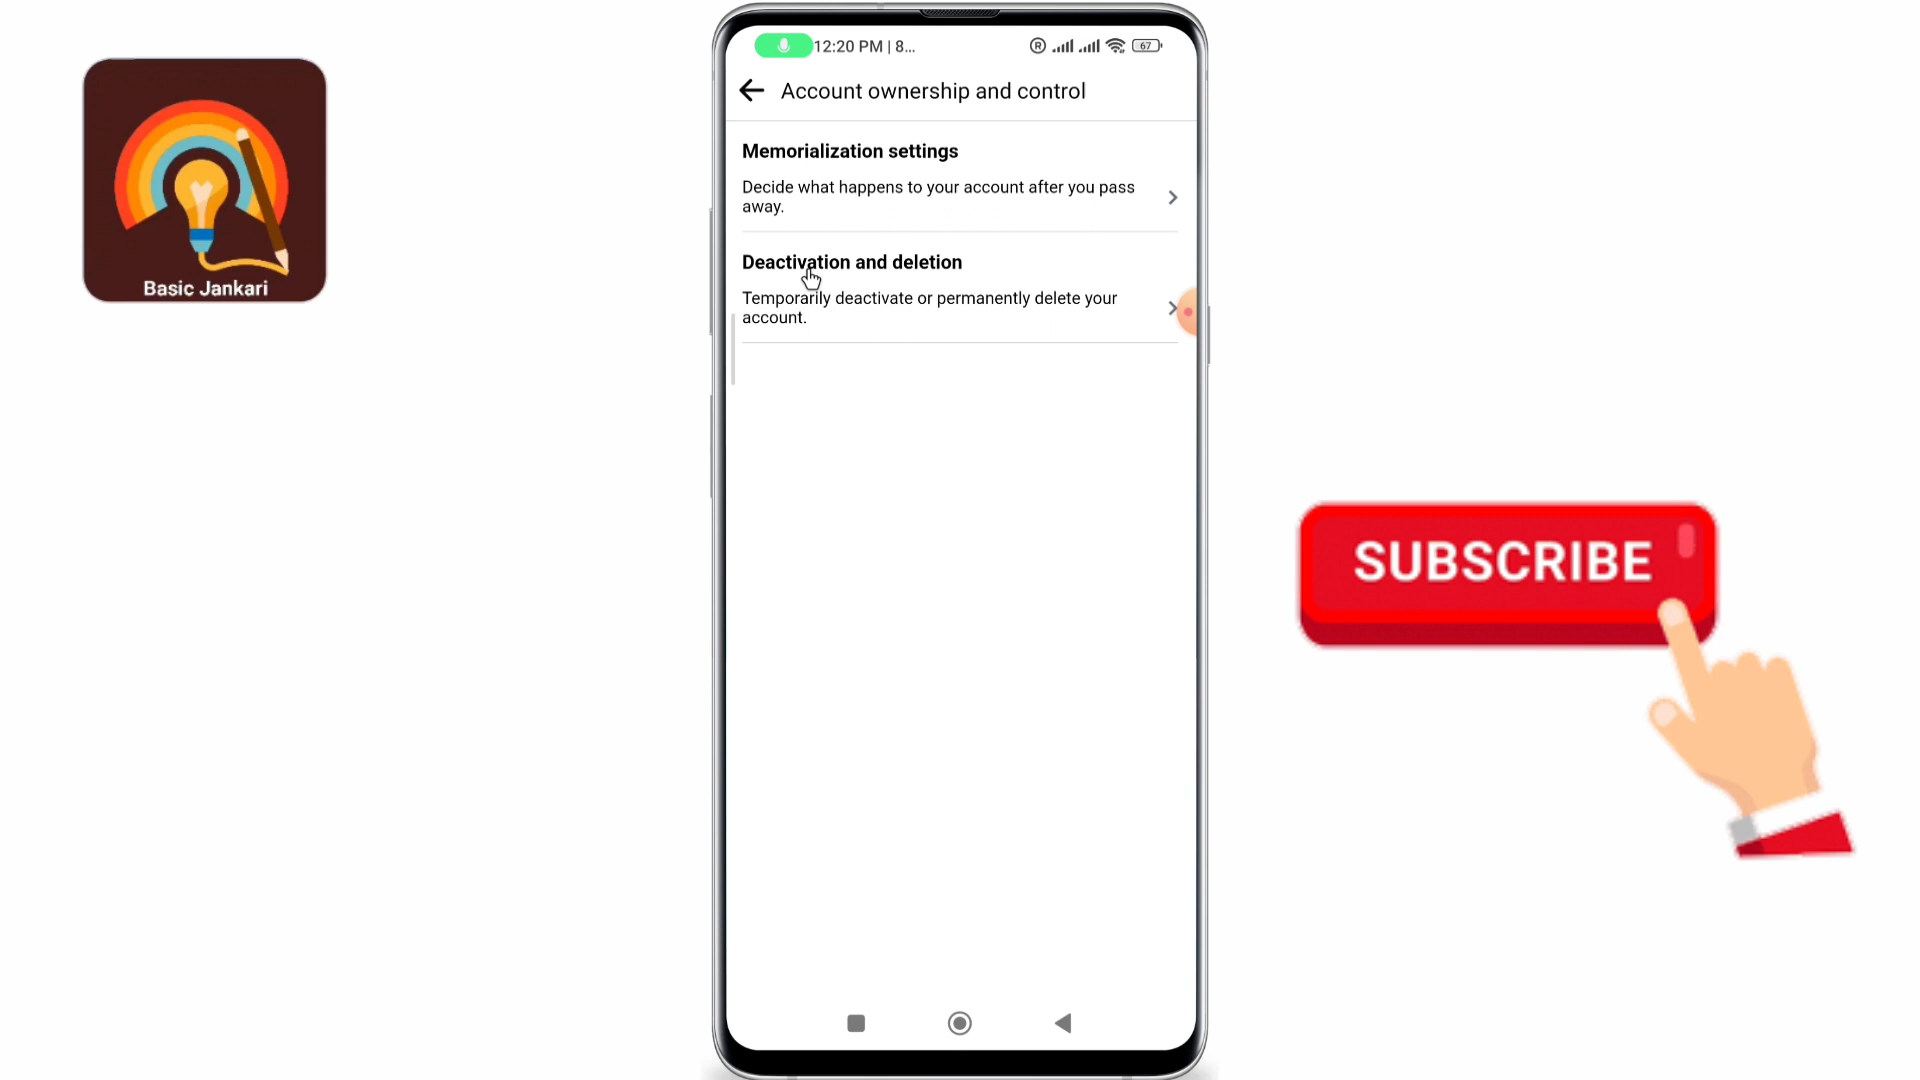 12:20 PM | 8...
R
67
Account ownership and control
Memorialization settings
Decide what happens to your account after you pass
away.
Deactivation and deletion
Temporarily deactivate or permanently delete your
account.
Basic Jankari
SUBSCRIBE